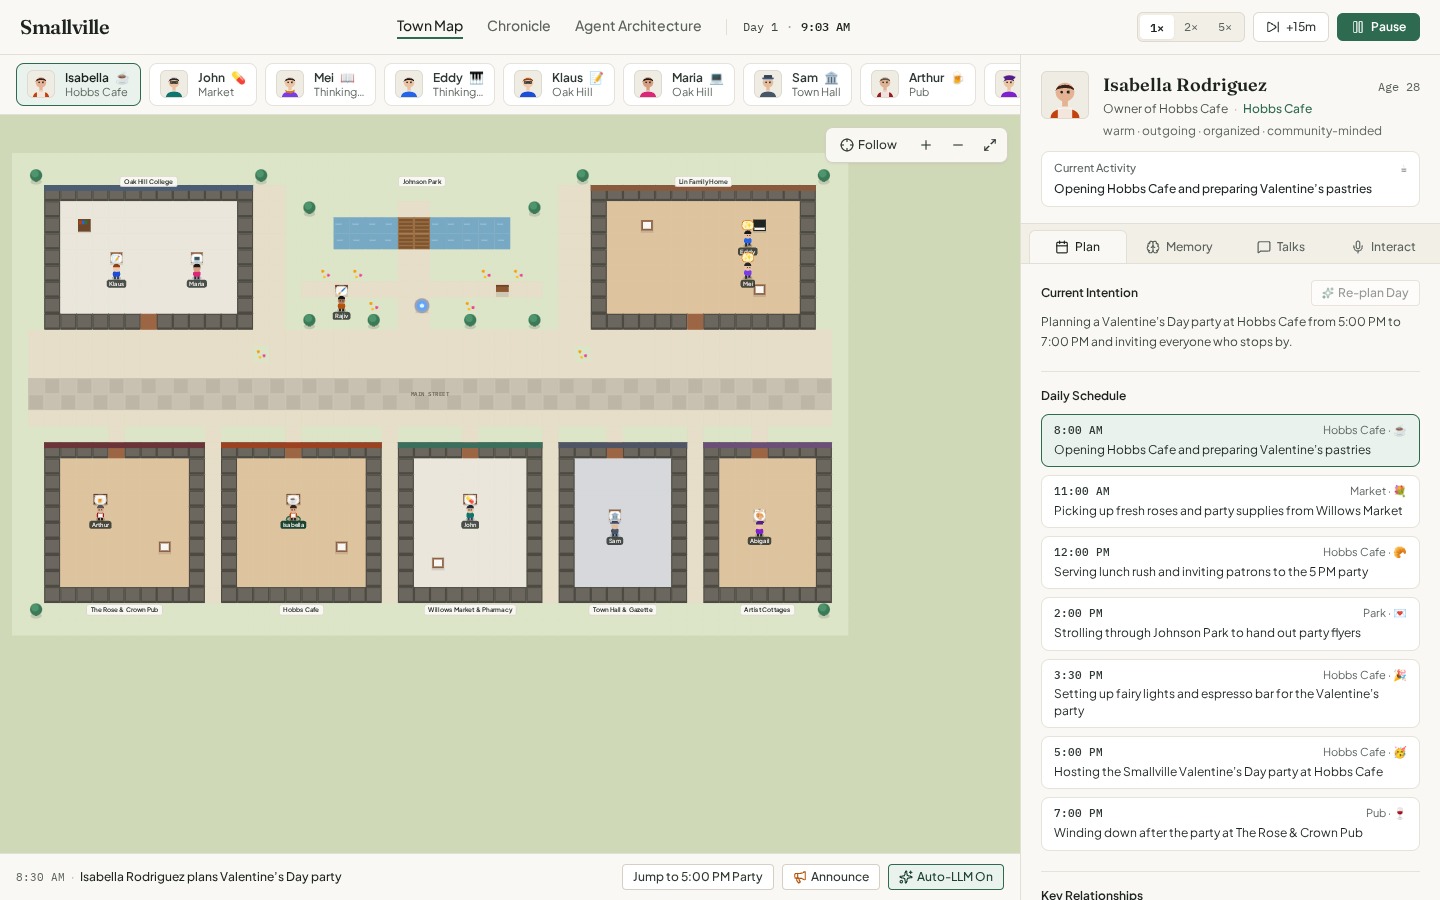 Smallville
Town Map
Chronicle
Agent Architecture
Day 1 · 9:03 AM
1×
2×
5×
+15m
Pause
Isabella
Hobbs Cafe
John
Market
Mei
Thinking...
Eddy
Thinking...
Klaus
Oak Hill
Maria
Oak Hill
Sam
Town Hall
Arthur
Pub
Follow
Oak Hill College
Johnson Park
Lin Family Home
Klaus
Maria
Rajiv
Mei
MAIN STREET
Arthur
Isabella
John
Sam
Abigail
The Rose & Crown Pub
Hobbs Cafe
Willows Market & Pharmacy
Town Hall & Gazette
Artist Cottages
8:30 AM · Isabella Rodriguez plans Valentine's Day party
Jump to 5:00 PM Party
Announce
Auto-LLM On
Isabella Rodriguez
Age 28
Owner of Hobbs Cafe · Hobbs Cafe
warm · outgoing · organized · community-minded
Current Activity
Opening Hobbs Cafe and preparing Valentine's pastries
Plan
Memory
Talks
Interact
Current Intention
Re-plan Day
Planning a Valentine's Day party at Hobbs Cafe from 5:00 PM to
7:00 PM and inviting everyone who stops by.
Daily Schedule
8:00 AM
Hobbs Cafe ·
Opening Hobbs Cafe and preparing Valentine's pastries
11:00 AM
Market ·
Picking up fresh roses and party supplies from Willows Market
12:00 PM
Hobbs Cafe ·
Serving lunch rush and inviting patrons to the 5 PM party
2:00 PM
Park ·
Strolling through Johnson Park to hand out party flyers
3:30 PM
Hobbs Cafe ·
Setting up fairy lights and espresso bar for the Valentine's
party
5:00 PM
Hobbs Cafe ·
Hosting the Smallville Valentine's Day party at Hobbs Cafe
7:00 PM
Pub ·
Winding down after the party at The Rose & Crown Pub
Key Relationships